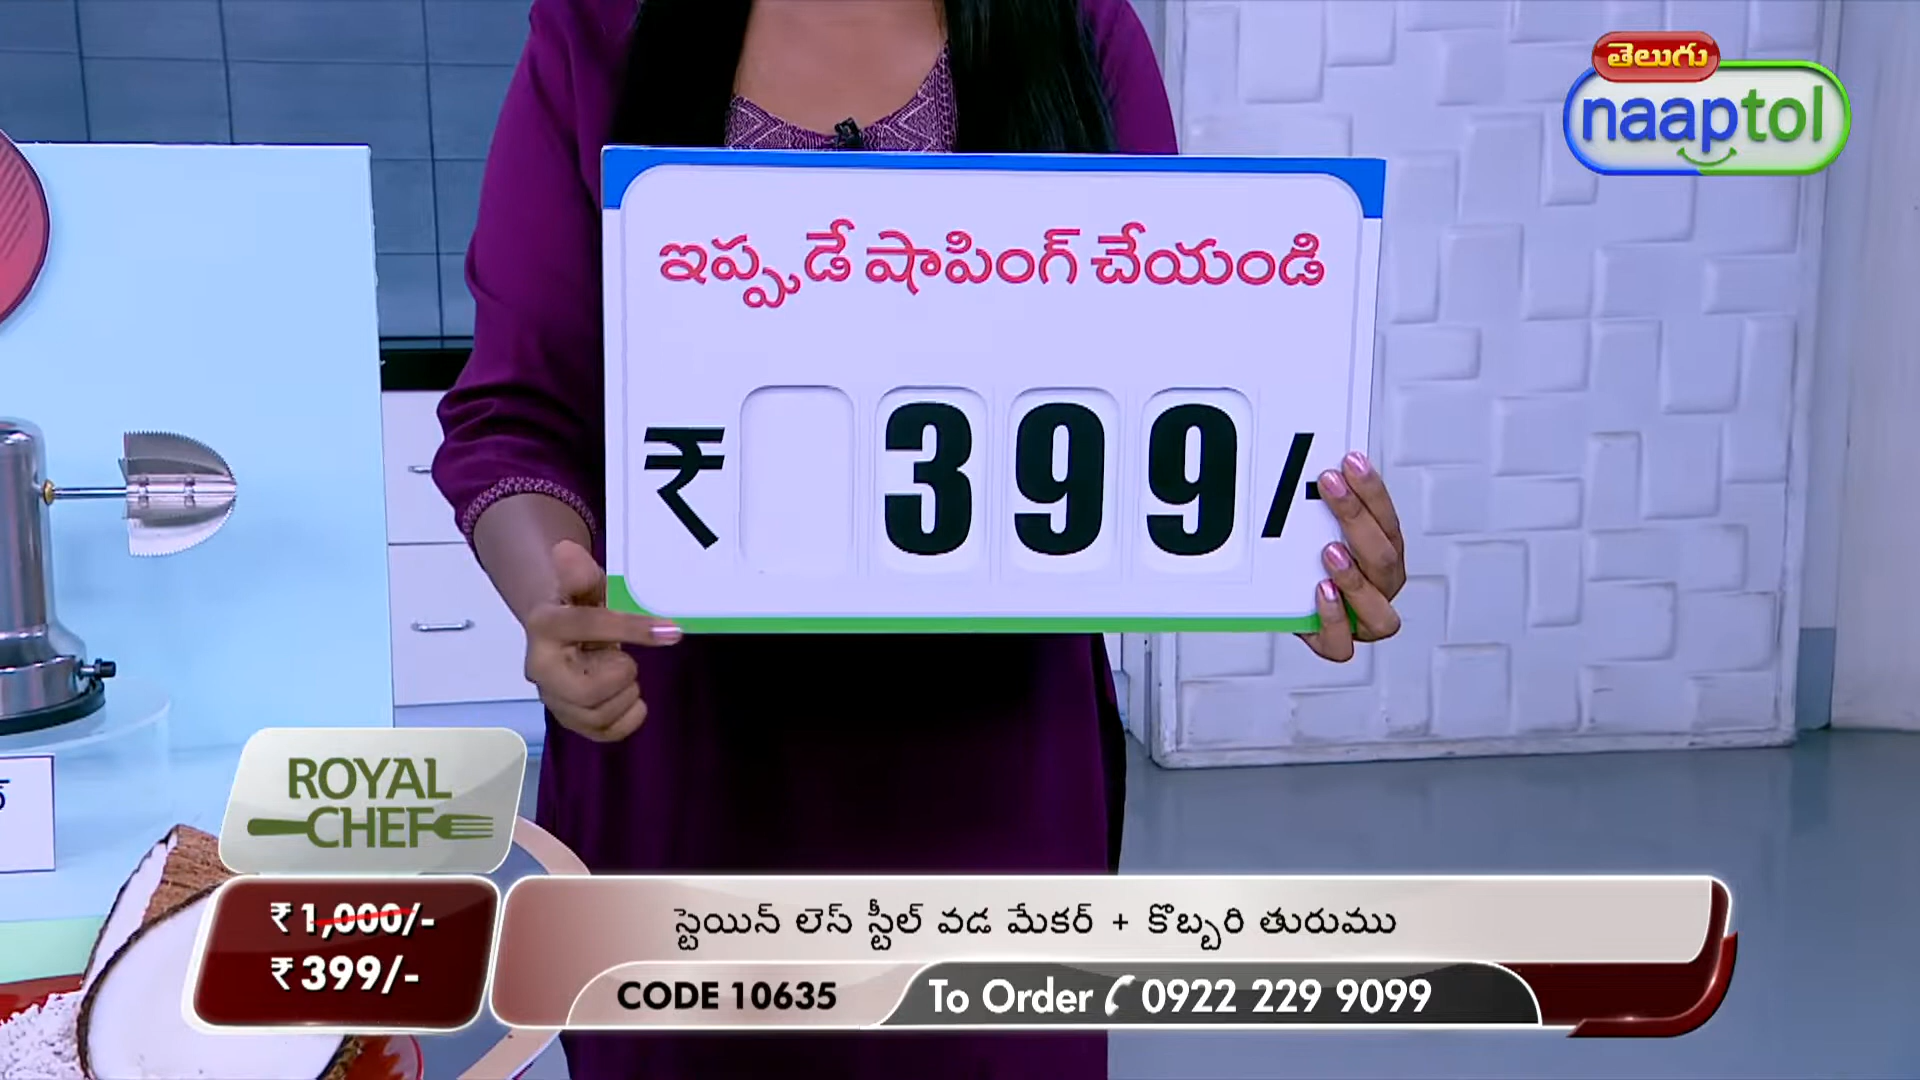 తెలుగు
naaptol
ఇప్పుడే షాపింగ్ చేయండి
₹ 399/-
ROYAL
CHEF
₹ 1,000/-
₹ 399/-
స్టెయిన్ లెస్ స్టీల్ వడ మేకర్ + కొబ్బరి తురుము
CODE 10635
To Order 0922 229 9099